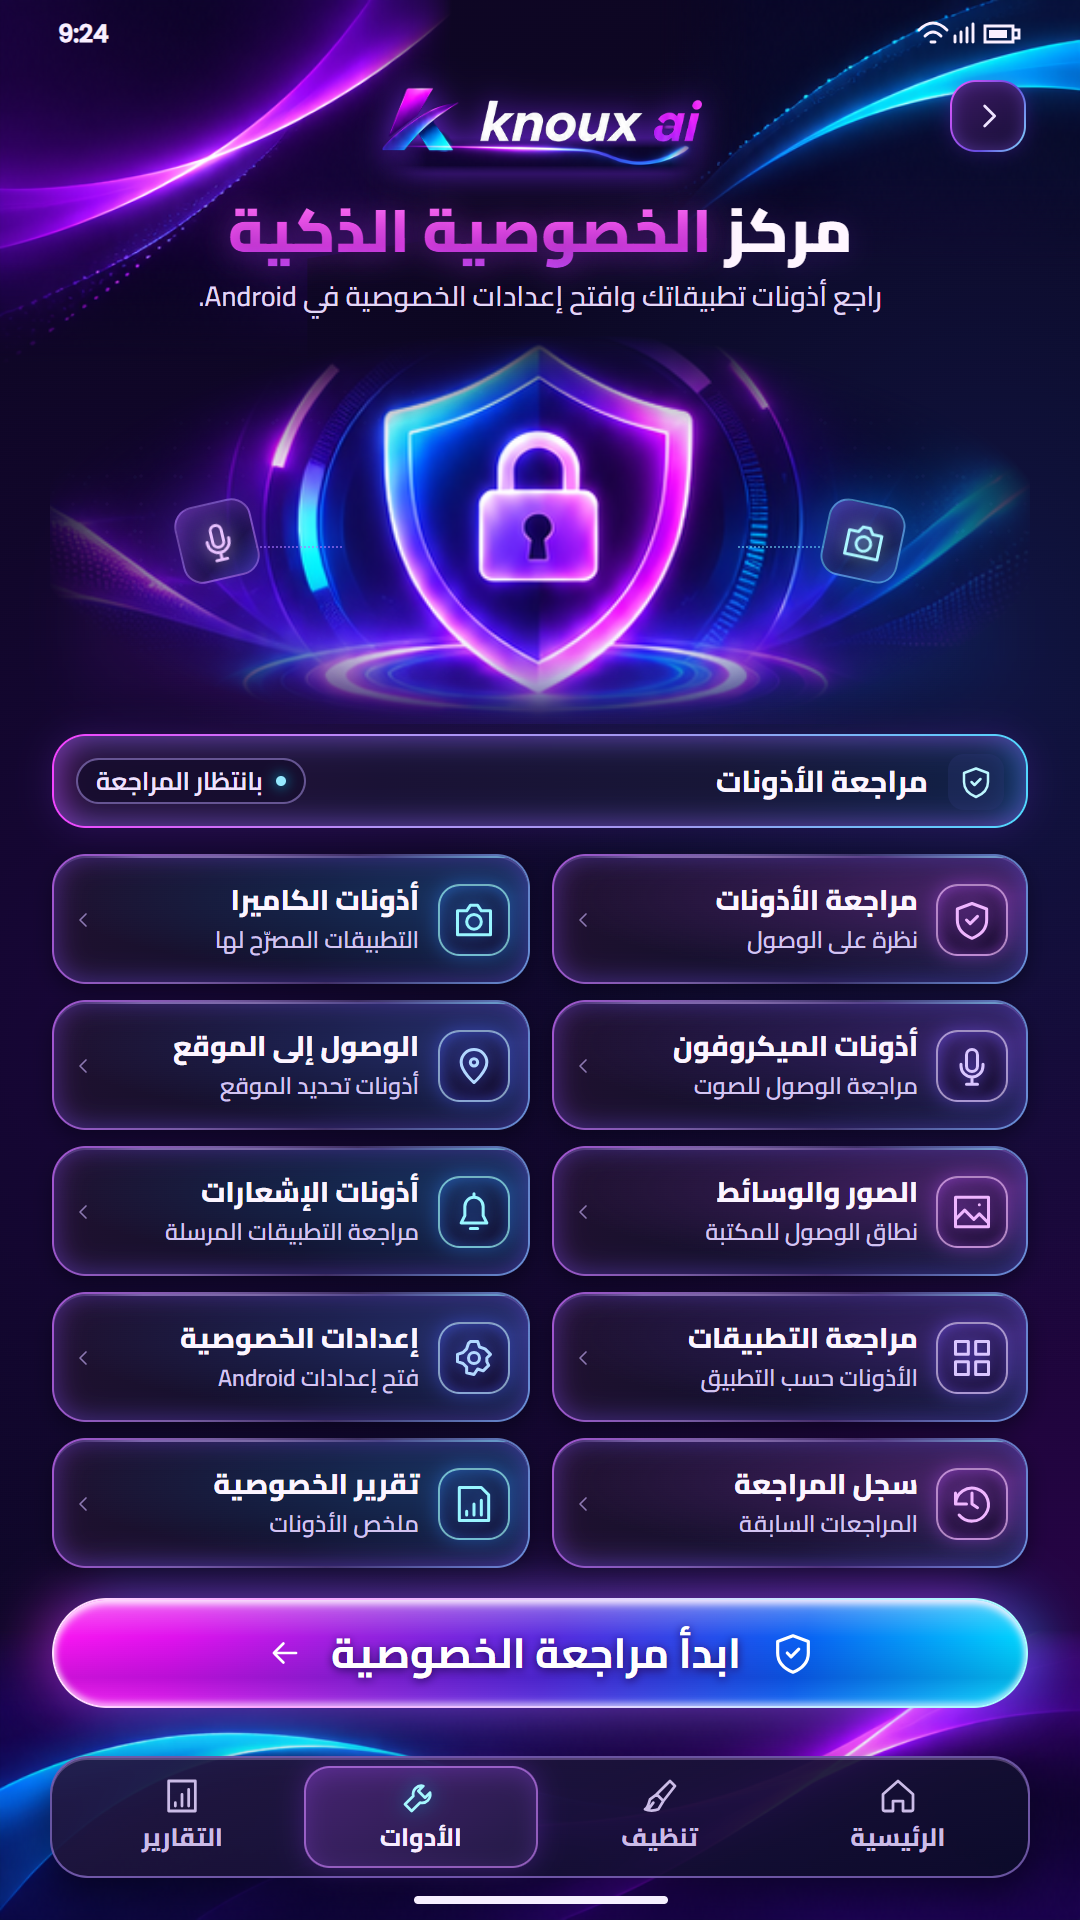 9:24
knoux ai
مركز الخصوصية الذكية
راجع أذونات تطبيقاتك وافتح إعدادات الخصوصية في Android.
مراجعة الأذونات
بانتظار المراجعة
مراجعة الأذونات
نظرة على الوصول
أذونات الكاميرا
التطبيقات المصرّح لها
أذونات الميكروفون
مراجعة الوصول للصوت
الوصول إلى الموقع
أذونات تحديد الموقع
الصور والوسائط
نطاق الوصول للمكتبة
أذونات الإشعارات
مراجعة التطبيقات المرسلة
مراجعة التطبيقات
الأذونات حسب التطبيق
إعدادات الخصوصية
فتح إعدادات Android
سجل المراجعة
المراجعات السابقة
تقرير الخصوصية
ملخص الأذونات
ابدأ مراجعة الخصوصية
الرئيسية
تنظيف
الأدوات
التقارير